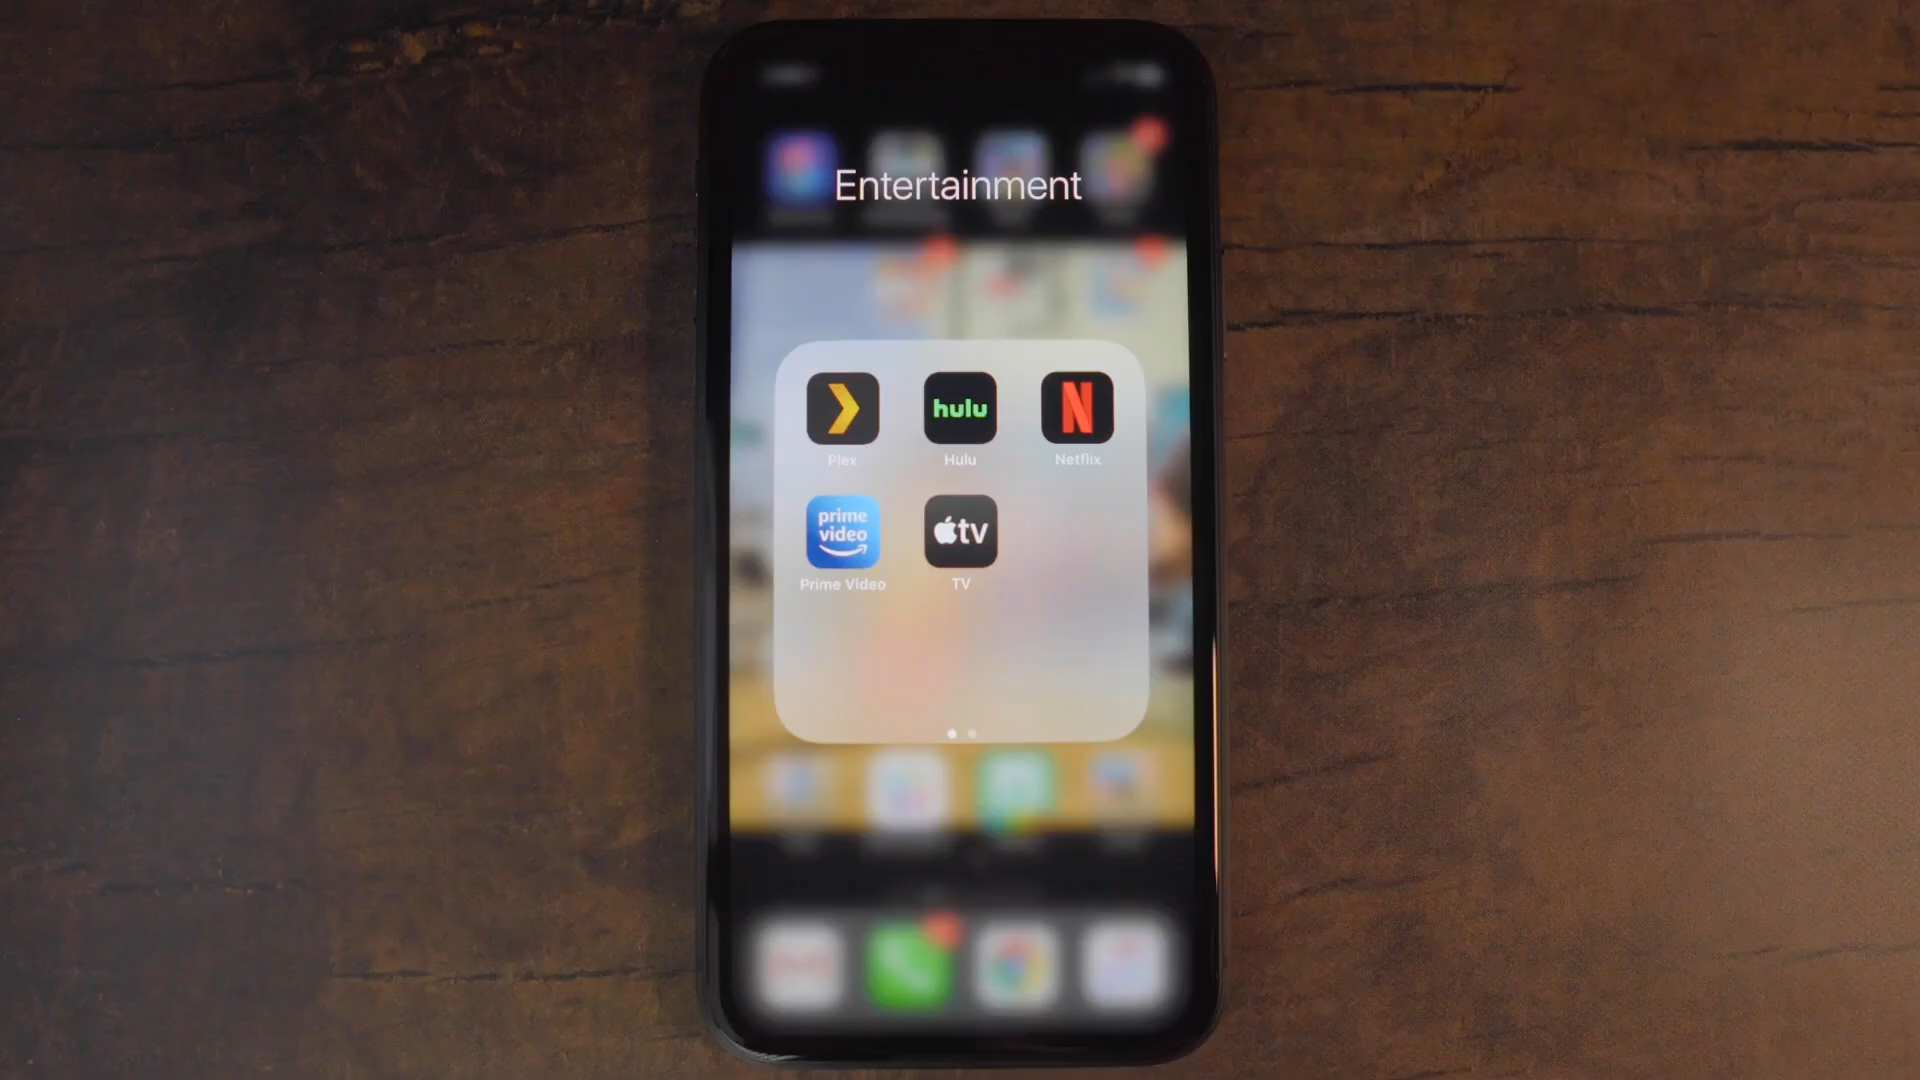 Entertainment
hulu
N
Plex
Hulu
Netflix
prime
video
tv
Prime Video
TV